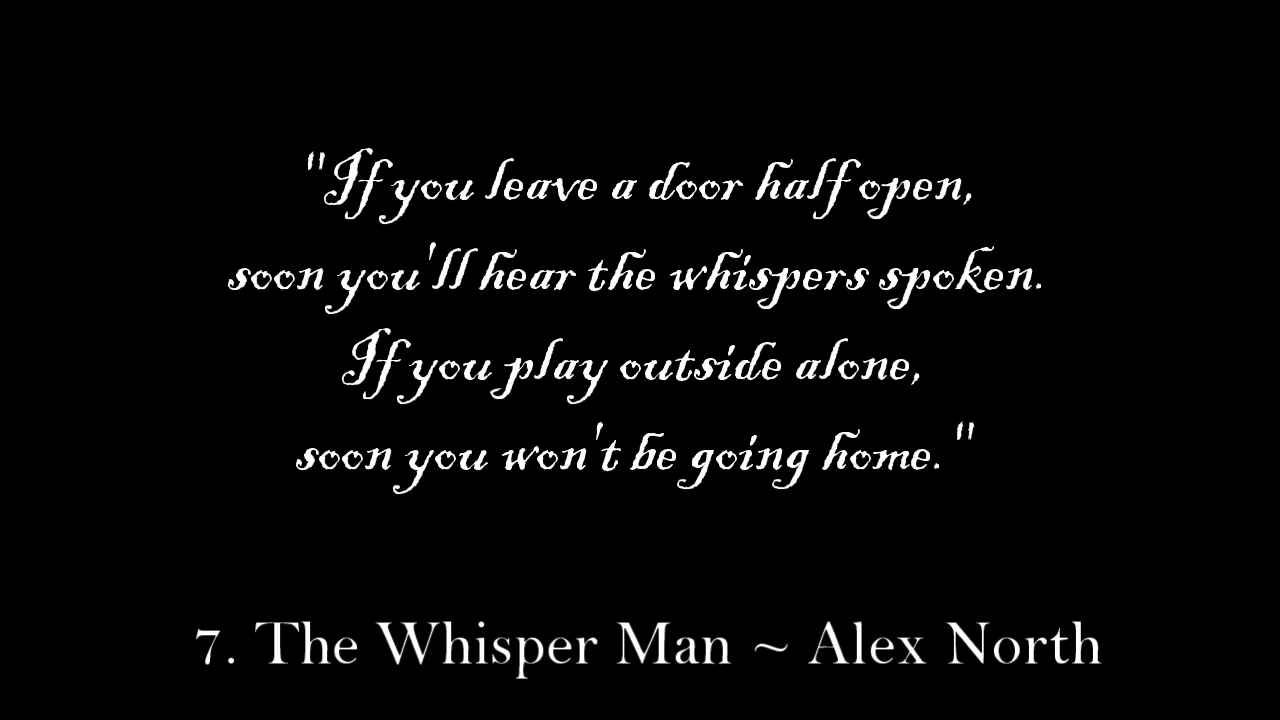 "If you leave a door half open,
soon you'll hear the whispers spoken.
If you play outside alone,
soon you won't be going home."
7. The Whisper Man ~ Alex North